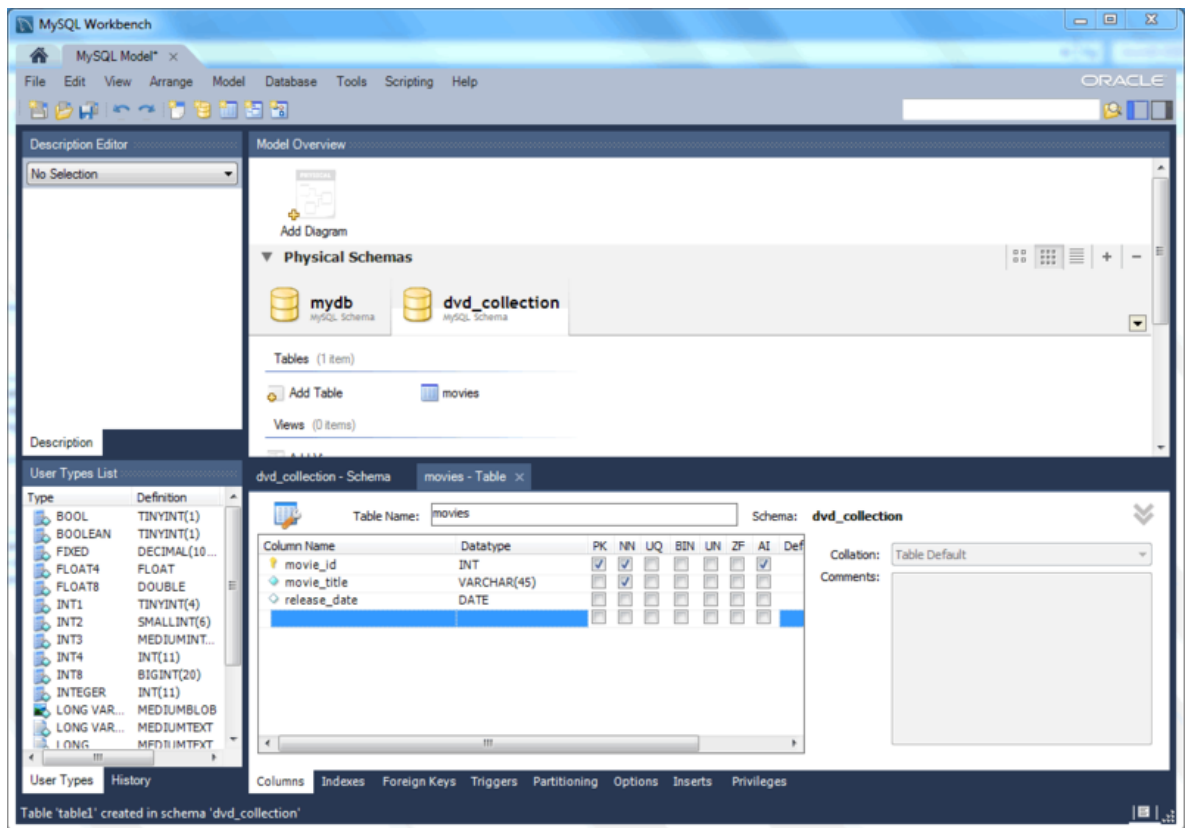 MySQL Workbench
MySQL Model* ×
File Edit View Arrange Model Database Tools Scripting Help
ORACLE
Description Editor
No Selection
Description
Model Overview
PHYSICAL
Add Diagram
Physical Schemas
mydb
MySQL Schema
dvd_collection
MySQL Schema
Tables (1 item)
Add Table
movies
Views (0 items)
User Types List
Type Definition
BOOL TINYINT(1)
BOOLEAN TINYINT(1)
FIXED DECIMAL(10...
FLOAT4 FLOAT
FLOAT8 DOUBLE
INT1 TINYINT(4)
INT2 SMALLINT(6)
INT3 MEDIUMINT...
INT4 INT(11)
INT8 BIGINT(20)
INTEGER INT(11)
LONG VAR... MEDIUMBLOB
LONG VAR... MEDIUMTEXT
LONG MEDIUMTEXT
User Types History
dvd_collection - Schema movies - Table ×
Table Name: movies Schema: dvd_collection
Column Name Datatype PK NN UQ BIN UN ZF AI Def
movie_id INT
movie_title VARCHAR(45)
release_date DATE
Collation: Table Default
Comments:
Columns Indexes Foreign Keys Triggers Partitioning Options Inserts Privileges
Table 'table1' created in schema 'dvd_collection'